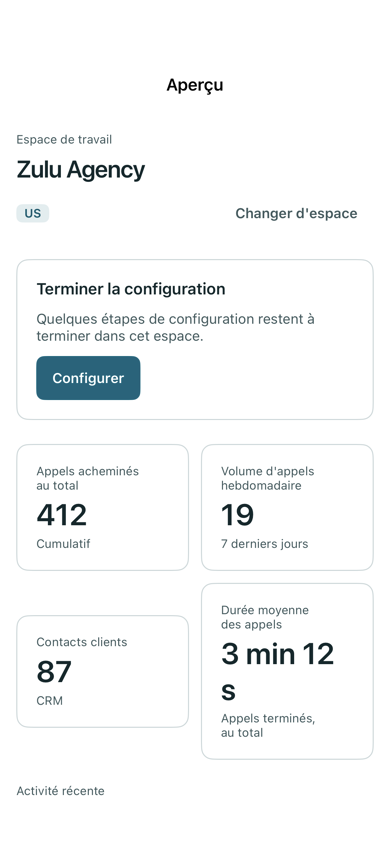 Aperçu
Espace de travail
Zulu Agency
US
Changer d'espace
Terminer la configuration
Quelques étapes de configuration restent à
terminer dans cet espace.
Configurer
Appels acheminés
au total
412
Cumulatif
Volume d'appels
hebdomadaire
19
7 derniers jours
Contacts clients
87
CRM
Durée moyenne
des appels
3 min 12
s
Appels terminés,
au total
Activité récente